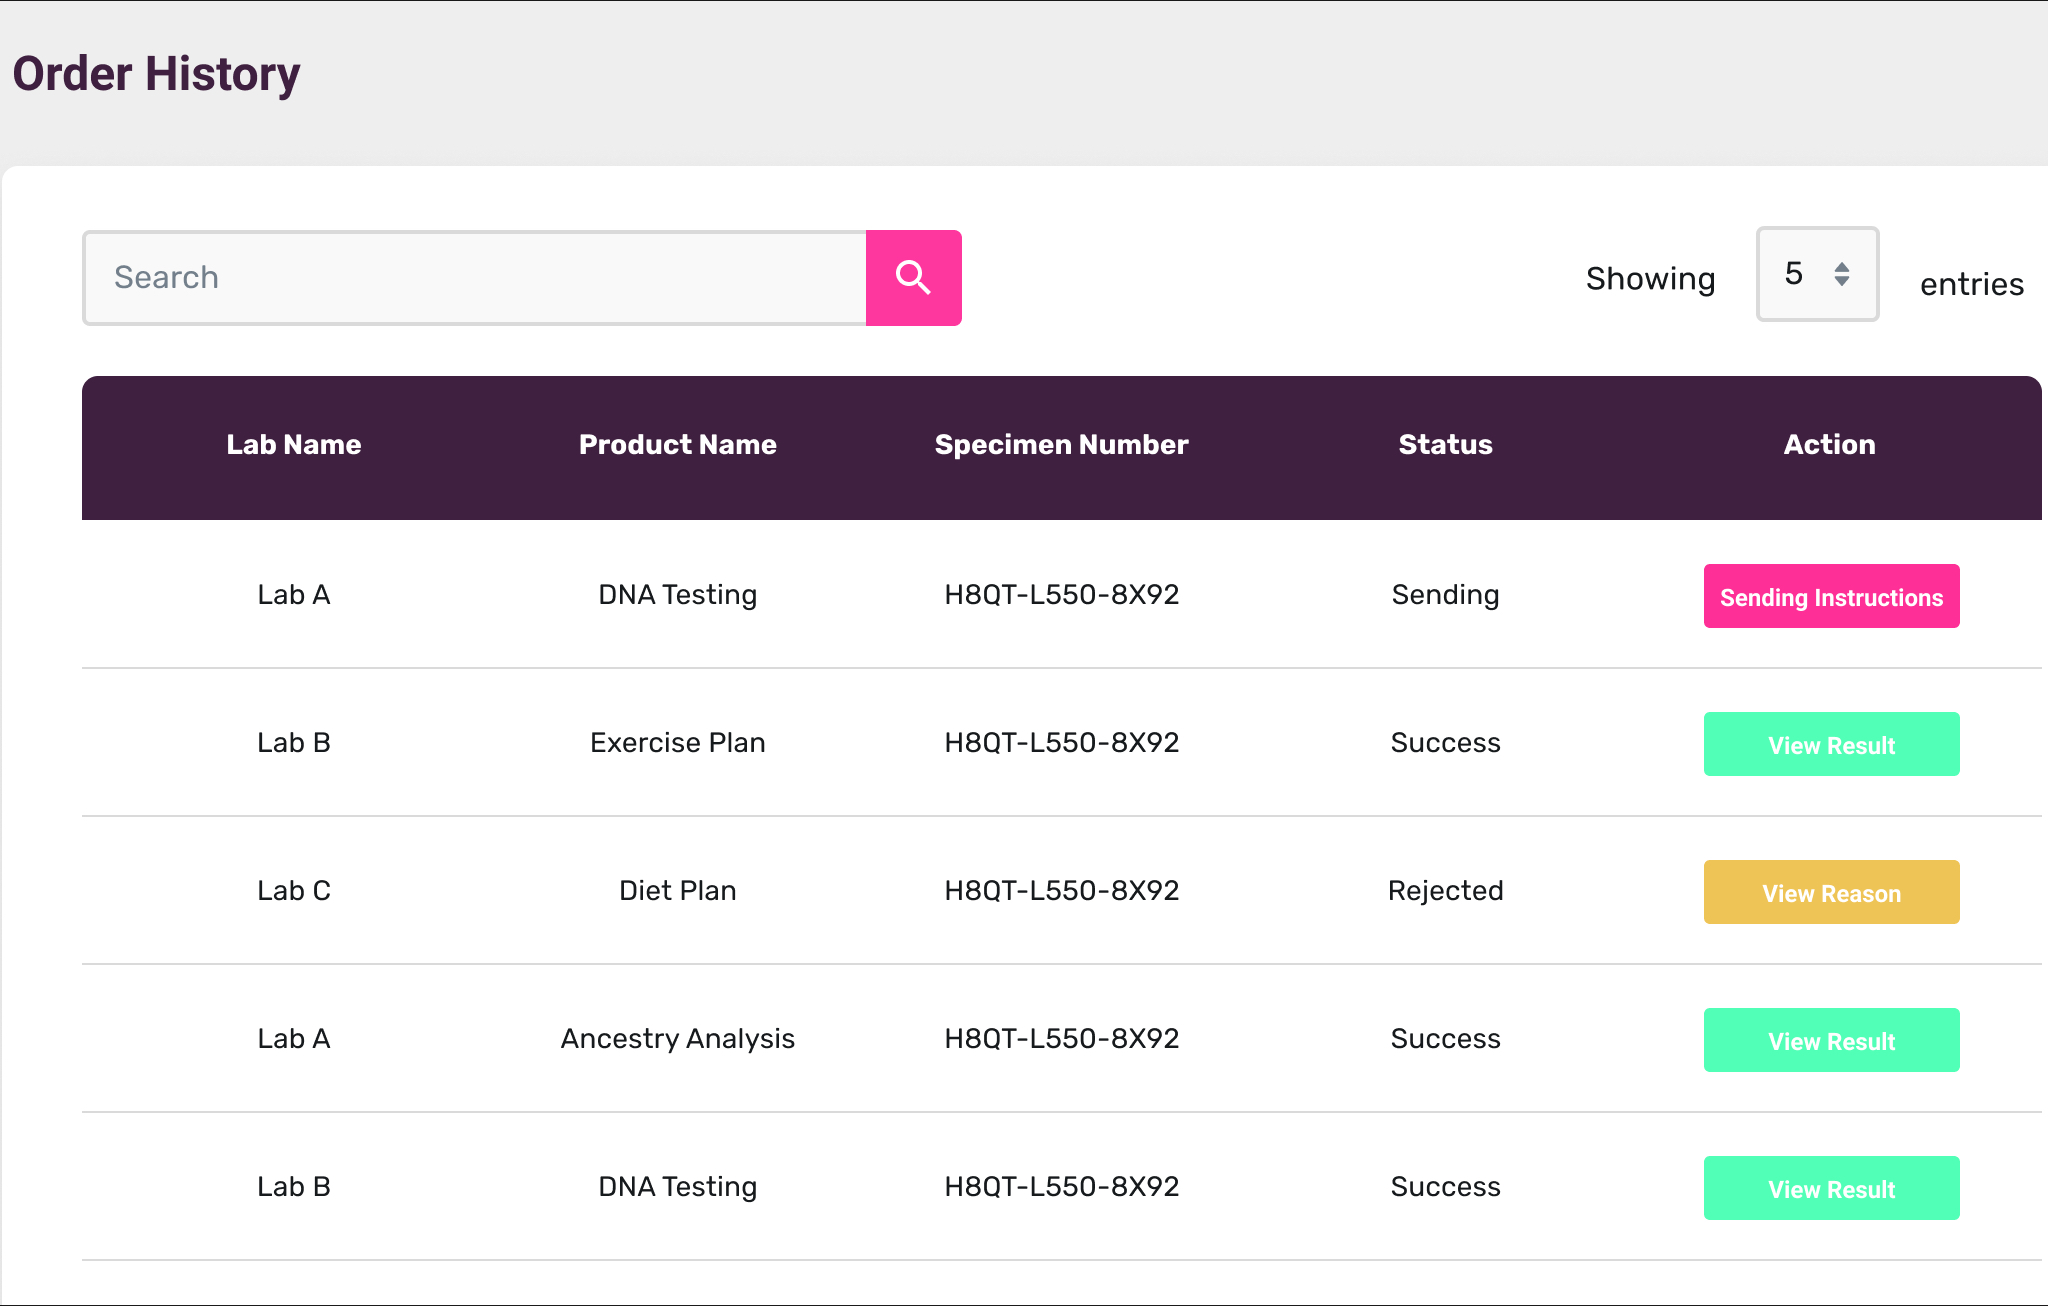 Order History
Search
Showing 5 entries
Lab Name Product Name Specimen Number Status Action
Lab A DNA Testing H8QT-L550-8X92 Sending Sending Instructions
Lab B Exercise Plan H8QT-L550-8X92 Success View Result
Lab C Diet Plan H8QT-L550-8X92 Rejected View Reason
Lab A Ancestry Analysis H8QT-L550-8X92 Success View Result
Lab B DNA Testing H8QT-L550-8X92 Success View Result